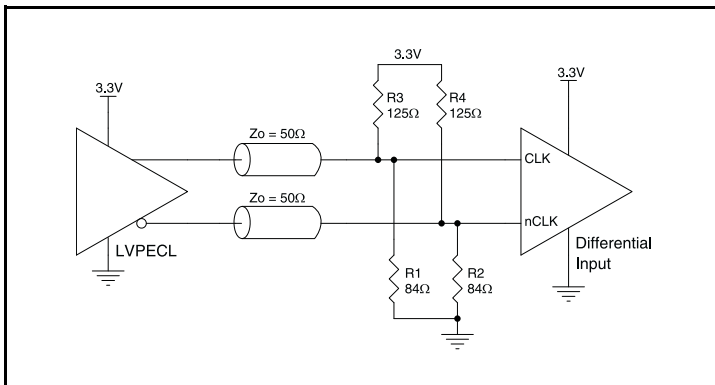 3.3V
3.3V
3.3V
R3
125Ω
R4
125Ω
Zo = 50Ω
CLK
Zo = 50Ω
nCLK
LVPECL
Differential
Input
R1
84Ω
R2
84Ω